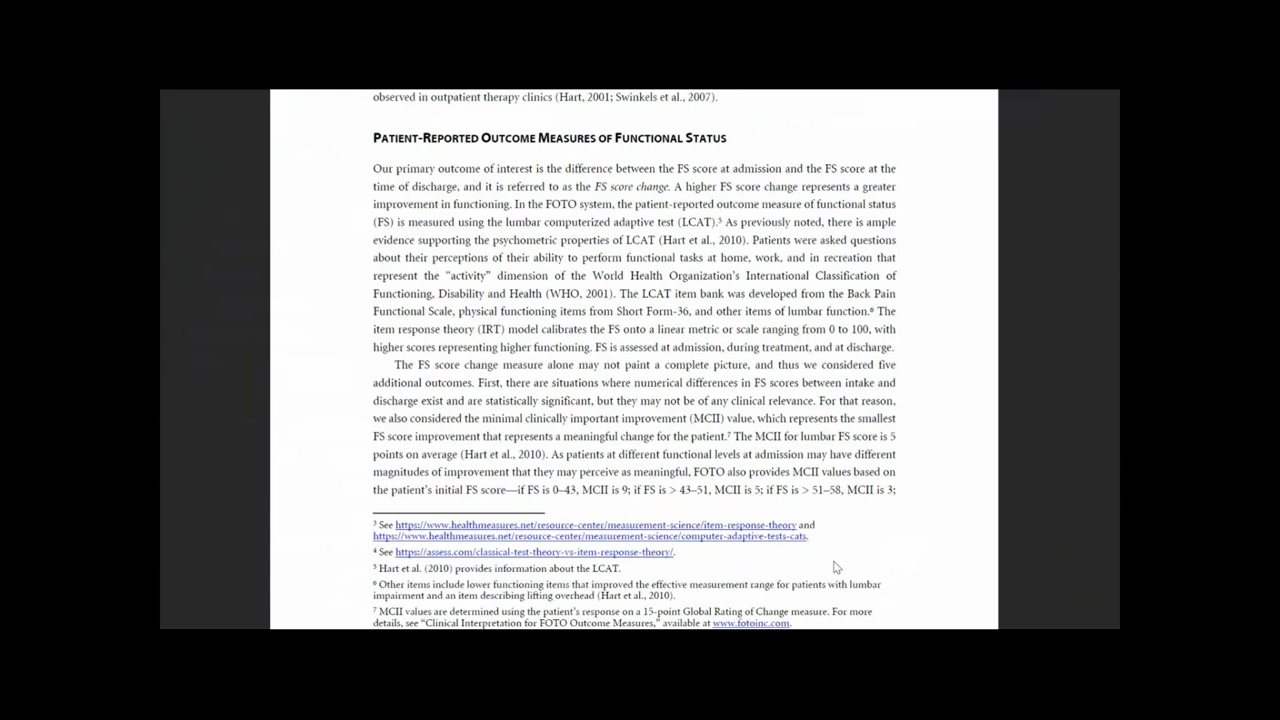 observed in outpatient therapy clinics (Hart, 2001; Swinkels et al., 2007).
PATIENT-REPORTED OUTCOME MEASURES OF FUNCTIONAL STATUS
Our primary outcome of interest is the difference between the FS score at admission and the FS score at the
time of discharge, and it is referred to as the FS score change. A higher FS score change represents a greater
improvement in functioning. In the FOTO system, the patient-reported outcome measure of functional status
(FS) is measured using the lumbar computerized adaptive test (LCAT).⁵ As previously noted, there is ample
evidence supporting the psychometric properties of LCAT (Hart et al., 2010). Patients were asked questions
about their perceptions of their ability to perform functional tasks at home, work, and in recreation that
represent the “activity” dimension of the World Health Organization’s International Classification of
Functioning, Disability and Health (WHO, 2001). The LCAT item bank was developed from the Back Pain
Functional Scale, physical functioning items from Short Form-36, and other items of lumbar function.⁶ The
item response theory (IRT) model calibrates the FS onto a linear metric or scale ranging from 0 to 100, with
higher scores representing higher functioning. FS is assessed at admission, during treatment, and at discharge.
The FS score change measure alone may not paint a complete picture, and thus we considered five
additional outcomes. First, there are situations where numerical differences in FS scores between intake and
discharge exist and are statistically significant, but they may not be of any clinical relevance. For that reason,
we also considered the minimal clinically important improvement (MCII) value, which represents the smallest
FS score improvement that represents a meaningful change for the patient.⁷ The MCII for lumbar FS score is 5
points on average (Hart et al., 2010). As patients at different functional levels at admission may have different
magnitudes of improvement that they may perceive as meaningful, FOTO also provides MCII values based on
the patient’s initial FS score—if FS is 0–43, MCII is 9; if FS is > 43–51, MCII is 5; if FS is > 51–58, MCII is 3;
³ See https://www.healthmeasures.net/resource-center/measurement-science/item-response-theory and
https://www.healthmeasures.net/resource-center/measurement-science/computer-adaptive-tests-cats.
⁴ See https://assess.com/classical-test-theory-vs-item-response-theory/.
⁵ Hart et al. (2010) provides information about the LCAT.
⁶ Other items include lower functioning items that improved the effective measurement range for patients with lumbar
impairment and an item describing lifting overhead (Hart et al., 2010).
⁷ MCII values are determined using the patient’s response on a 15-point Global Rating of Change measure. For more
details, see “Clinical Interpretation for FOTO Outcome Measures,” available at www.fotoinc.com.